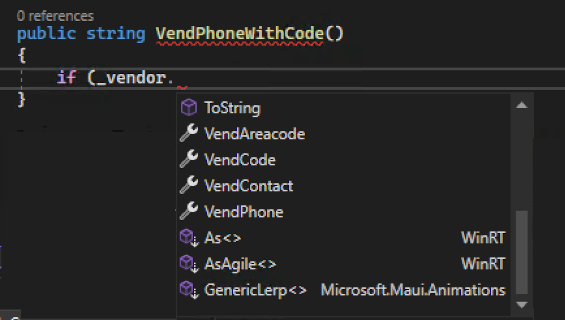 0 references
public string VendPhoneWithCode()
{
if (_vendor.
}
ToString
VendAreacode
VendCode
VendContact
VendPhone
As<> WinRT
AsAgile<> WinRT
GenericLerp<> Microsoft.Maui.Animations